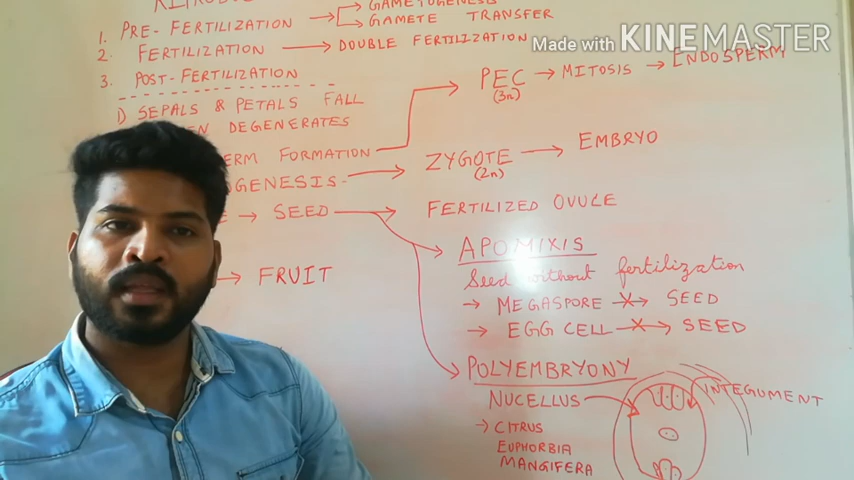 GAMETOGENESIS
GAMETE TRANSFER
1. PRE-FERTILIZATION
2. FERTILIZATION → DOUBLE FERTILIZATION
3. POST-FERTILIZATION
Made with KINEMASTER
1) SEPALS & PETALS FALL
DEGENERATES
PEC → MITOSIS → ENDOSPERM
(3n)
FORMATION
ZYGOTE → EMBRYO
(2n)
→ SEED
FERTILIZED OVULE
APOMIXIS
Seed without fertilization
→ FRUIT
→ MEGASPORE -X-> SEED
→ EGG CELL -X-> SEED
POLYEMBRYONY
NUCELLUS
INTEGUMENT
→ CITRUS
EUPHORBIA
MANGIFERA